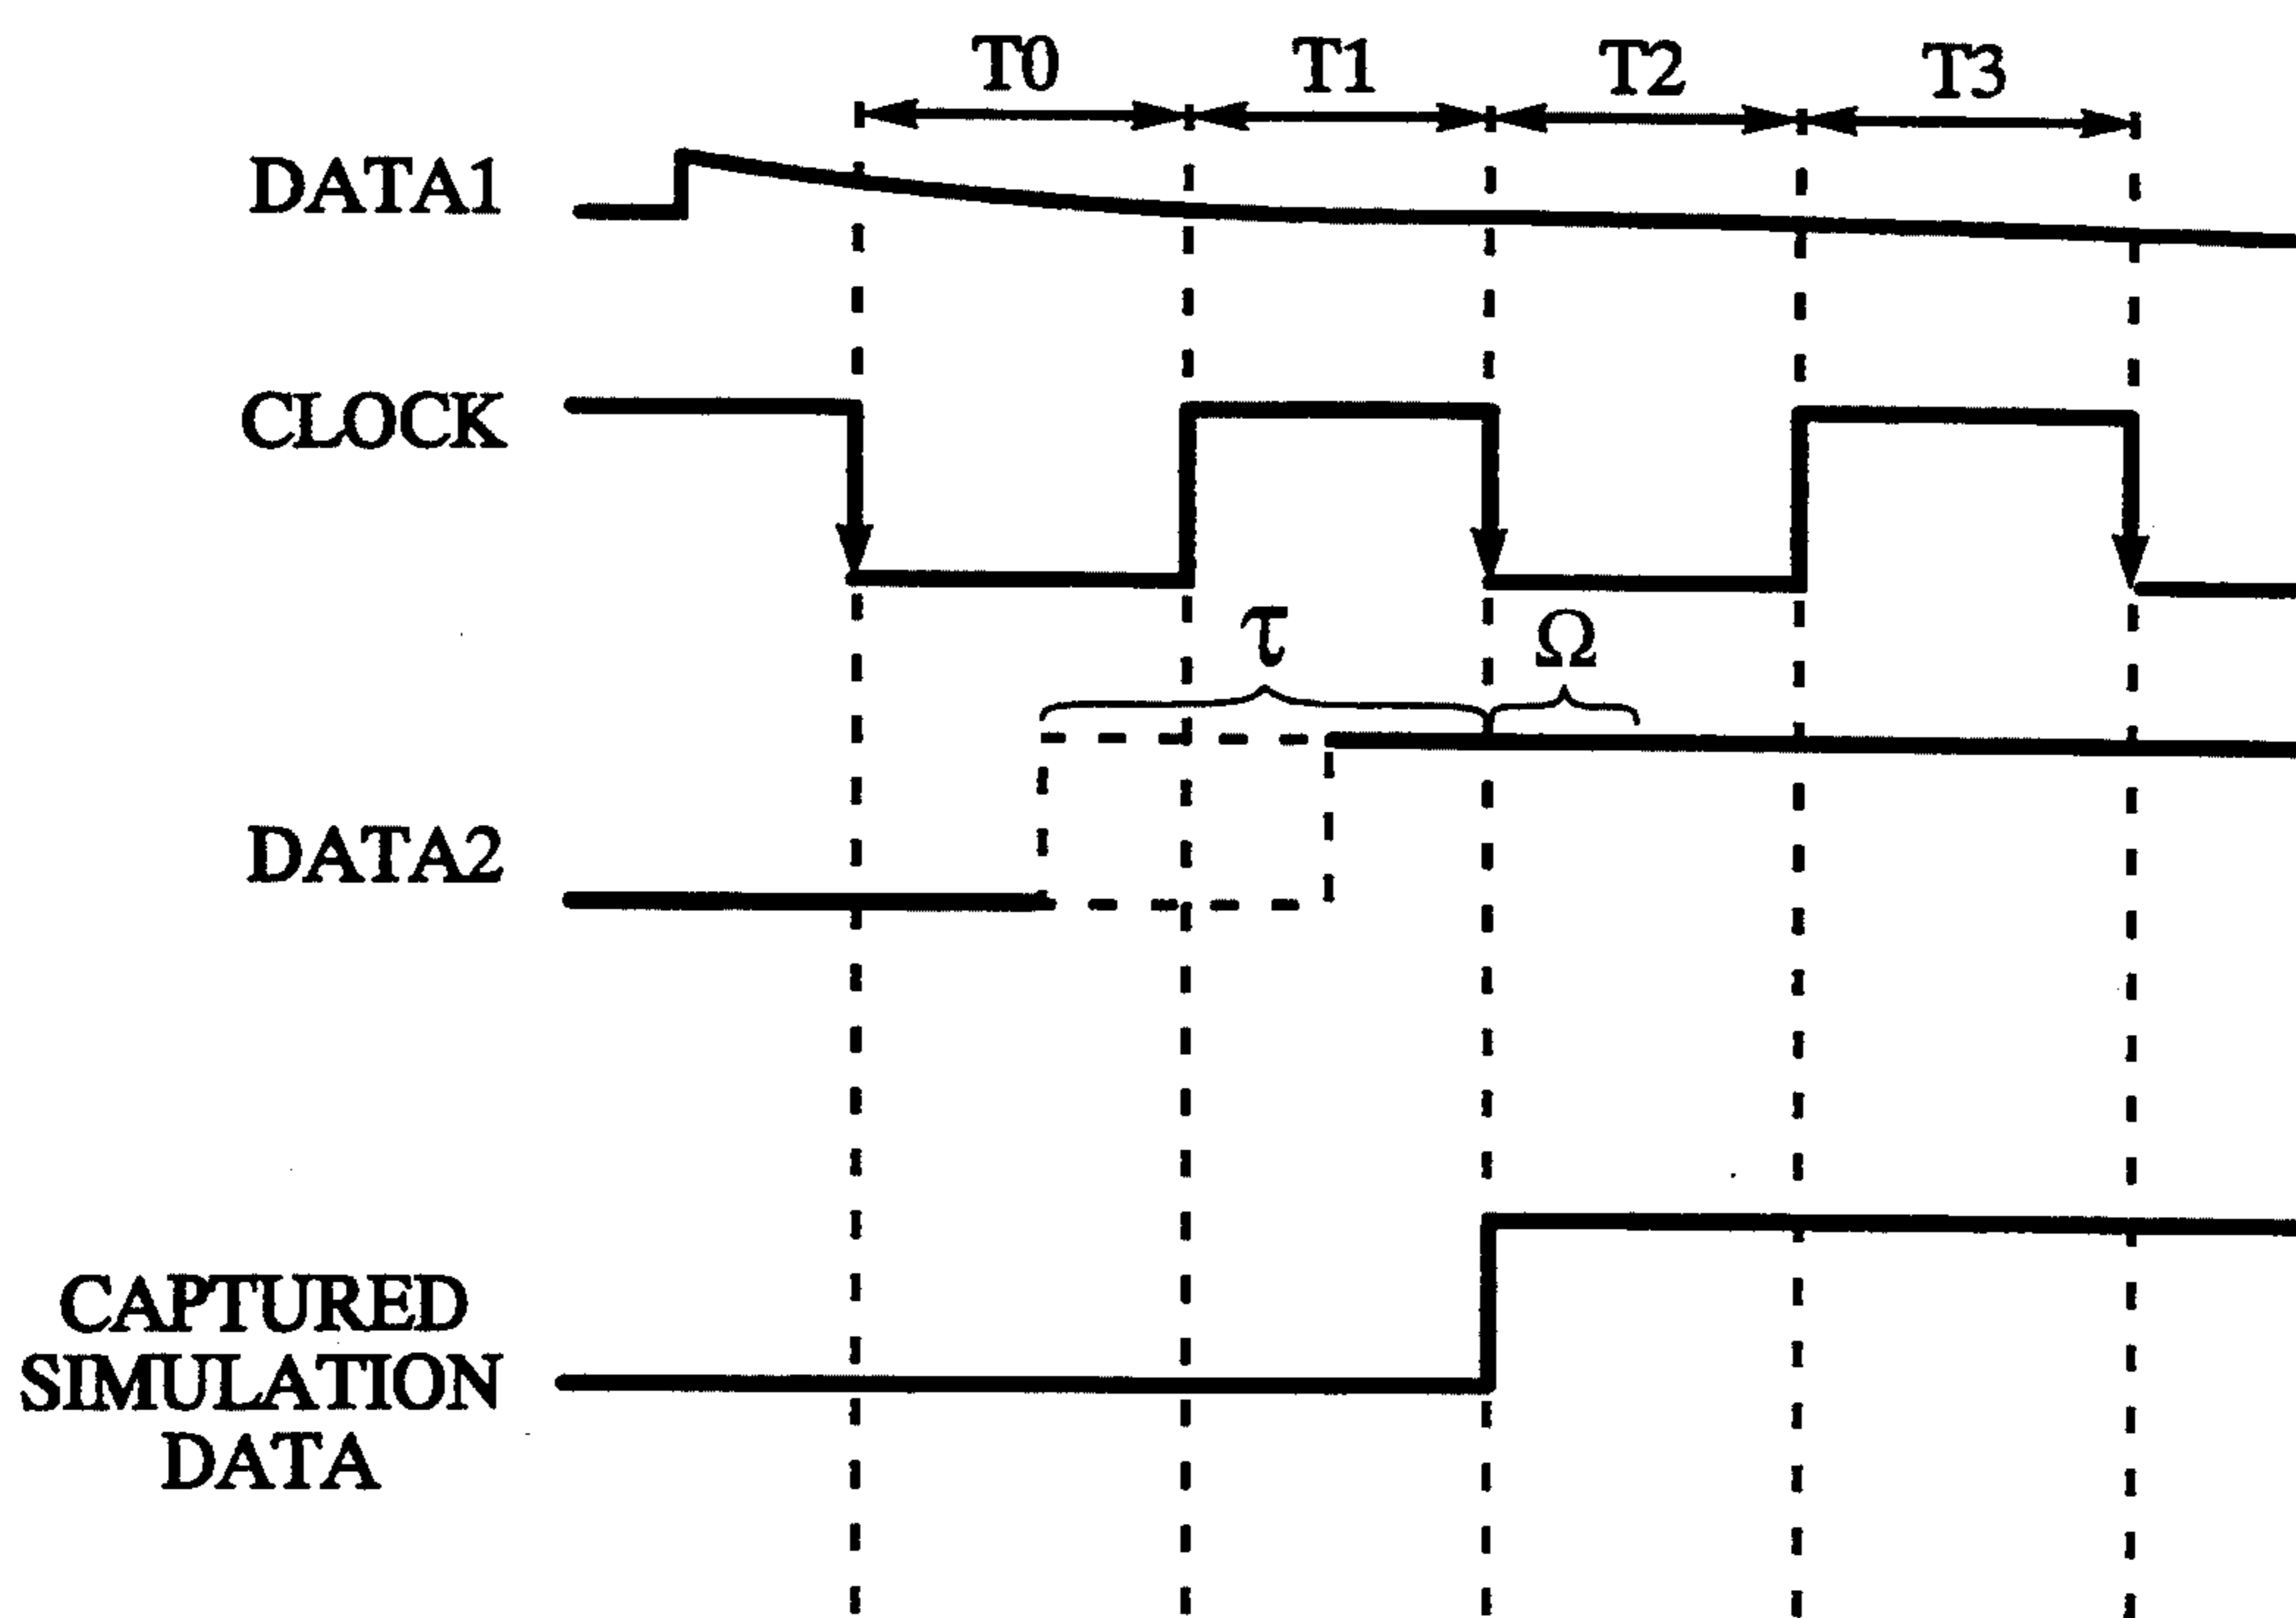 T0 T1 T2 T3
DATA1
CLOCK
τ Ω
DATA2
CAPTURED
SIMULATION
DATA